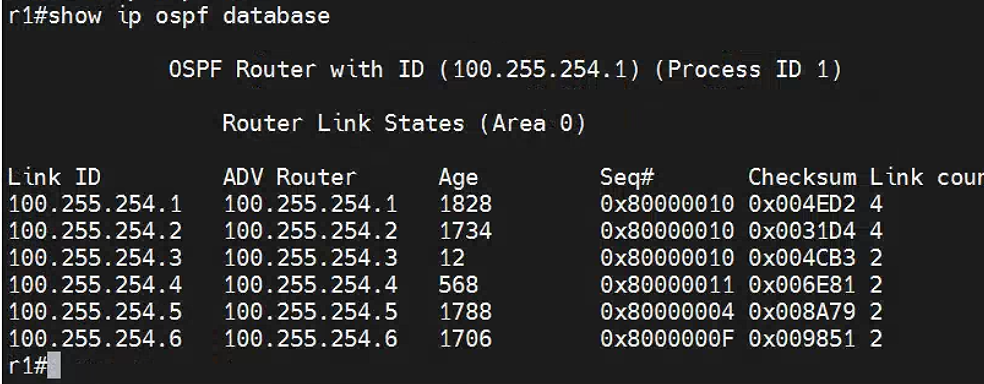 r1#show ip ospf database
OSPF Router with ID (100.255.254.1) (Process ID 1)
Router Link States (Area 0)
Link ID ADV Router Age Seq# Checksum Link coun
100.255.254.1 100.255.254.1 1828 0x80000010 0x004ED2 4
100.255.254.2 100.255.254.2 1734 0x80000010 0x0031D4 4
100.255.254.3 100.255.254.3 12 0x80000010 0x004CB3 2
100.255.254.4 100.255.254.4 568 0x80000011 0x006E81 2
100.255.254.5 100.255.254.5 1788 0x80000004 0x008A79 2
100.255.254.6 100.255.254.6 1706 0x8000000F 0x009851 2
r1#